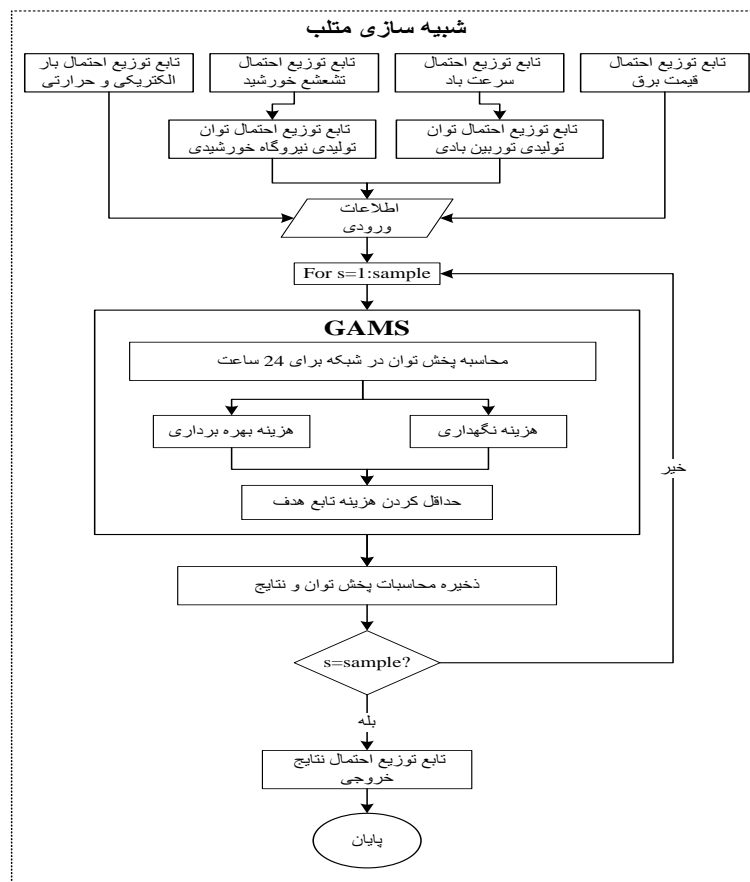 شبیه سازی متلب
تابع توزیع احتمال
قیمت برق
تابع توزیع احتمال
سرعت باد
تابع توزیع احتمال
تشعشع خورشید
تابع توزیع احتمال بار
الکتریکی و حرارتی
تابع توزیع احتمال توان
تولیدی توربین بادی
تابع توزیع احتمال توان
تولیدی نیروگاه خورشیدی
اطلاعات
ورودی
For s=1:sample
GAMS
محاسبه پخش توان در شبکه برای 24 ساعت
هزینه نگهداری
هزینه بهره برداری
حداقل کردن هزینه تابع هدف
خیر
ذخیره محاسبات پخش توان و نتایج
s=sample?
بله
تابع توزیع احتمال نتایج
خروجی
پایان